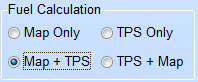 Fuel Calculation
Map Only TPS Only
Map + TPS TPS + Map